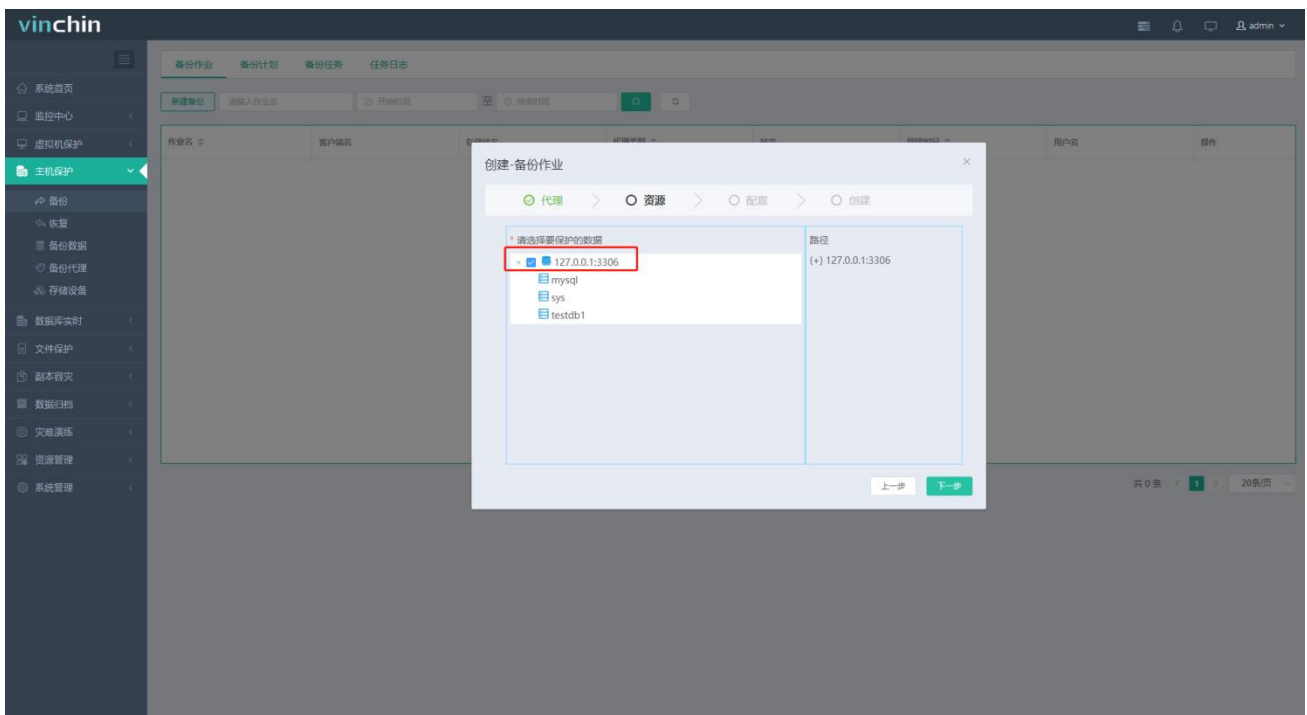 vinchin
admin
备份作业 备份计划 备份任务 任务日志
系统首页
新建备份 请输入作业名 开始时间 至 结束时间
监控中心
虚拟机保护
作业名 客户端名 状态 用户名 操作
主机保护
备份
恢复
备份数据
备份代理
存储设备
数据库实时
文件保护
副本容灾
数据归档
灾难演练
资源管理
系统管理
创建-备份作业
代理 资源 配置 创建
* 请选择要保护的数据 路径
127.0.0.1:3306 (+) 127.0.0.1:3306
mysql
sys
testdb1
上一步 下一步
共 0 条 1 20条/页